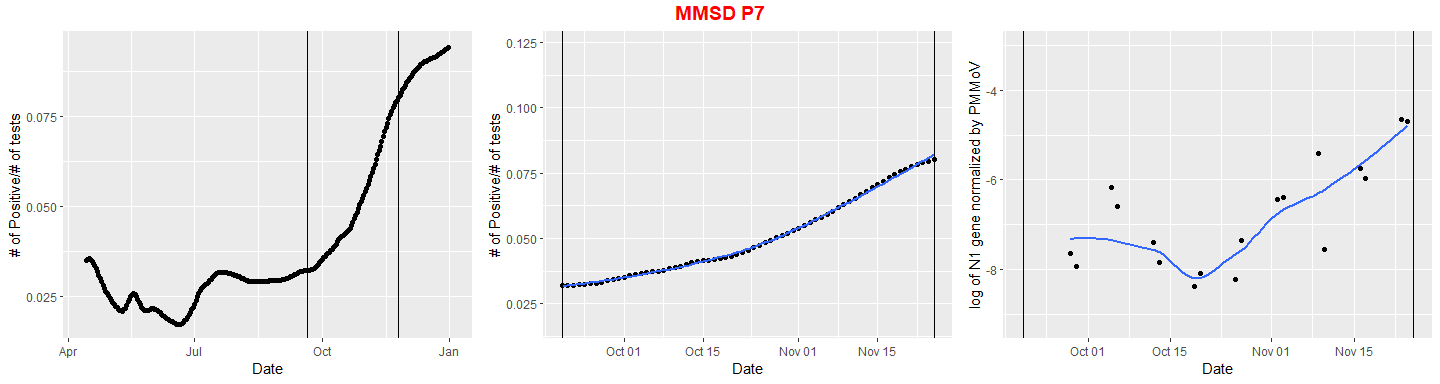 MMSD P7
# of Positive/# of tests
0.075
0.050
0.025
Apr
Jul
Oct
Jan
Date
# of Positive/# of tests
0.125
0.100
0.075
0.050
0.025
Oct 01
Oct 15
Nov 01
Nov 15
Date
log of N1 gene normalized by PMMoV
-4
-6
-8
Oct 01
Oct 15
Nov 01
Nov 15
Date